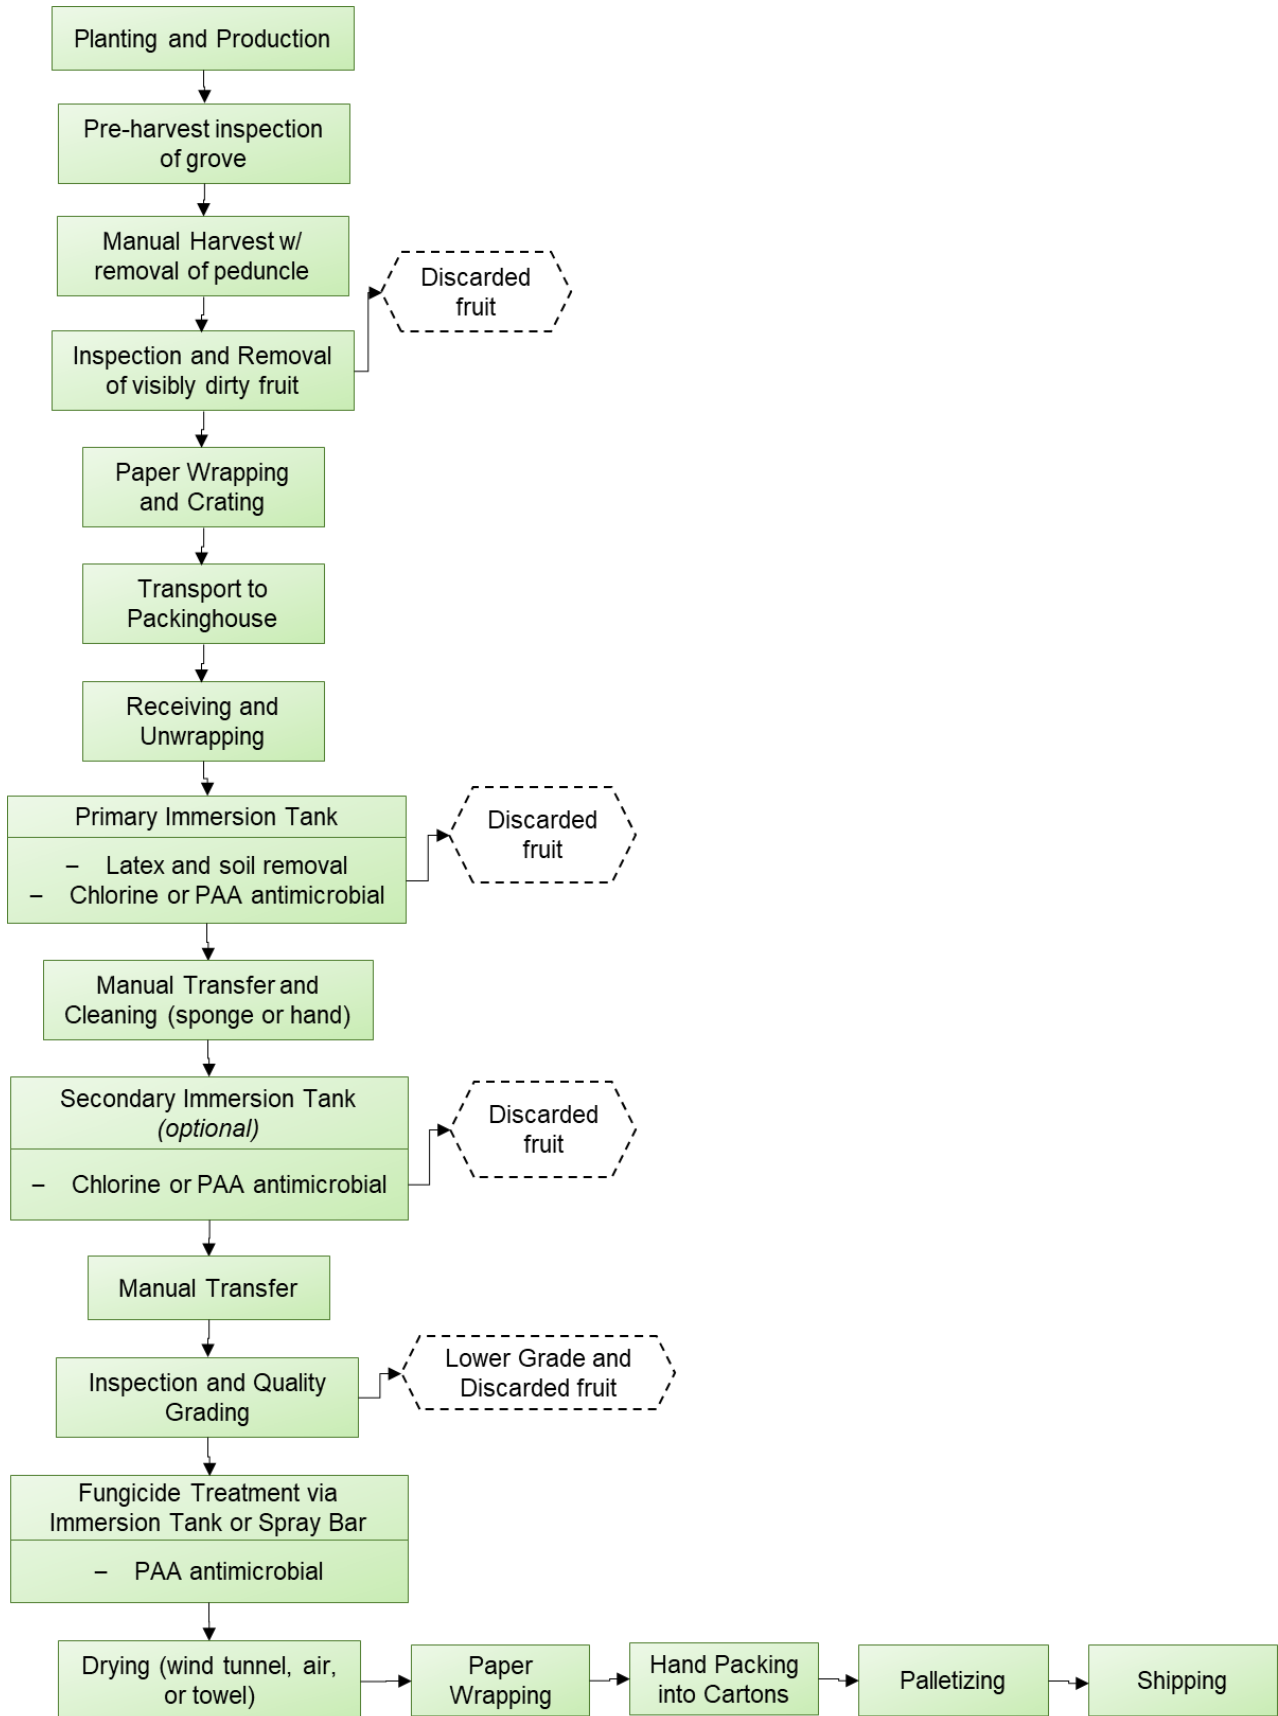 Planting and Production
Pre-harvest inspection
of grove
Manual Harvest w/
removal of peduncle
Discarded
fruit
Inspection and Removal
of visibly dirty fruit
Paper Wrapping
and Crating
Transport to
Packinghouse
Receiving and
Unwrapping
Primary Immersion Tank
– Latex and soil removal
– Chlorine or PAA antimicrobial
Discarded
fruit
Manual Transfer and
Cleaning (sponge or hand)
Secondary Immersion Tank
(optional)
– Chlorine or PAA antimicrobial
Discarded
fruit
Manual Transfer
Inspection and Quality
Grading
Lower Grade and
Discarded fruit
Fungicide Treatment via
Immersion Tank or Spray Bar
– PAA antimicrobial
Drying (wind tunnel, air,
or towel)
Paper
Wrapping
Hand Packing
into Cartons
Palletizing
Shipping